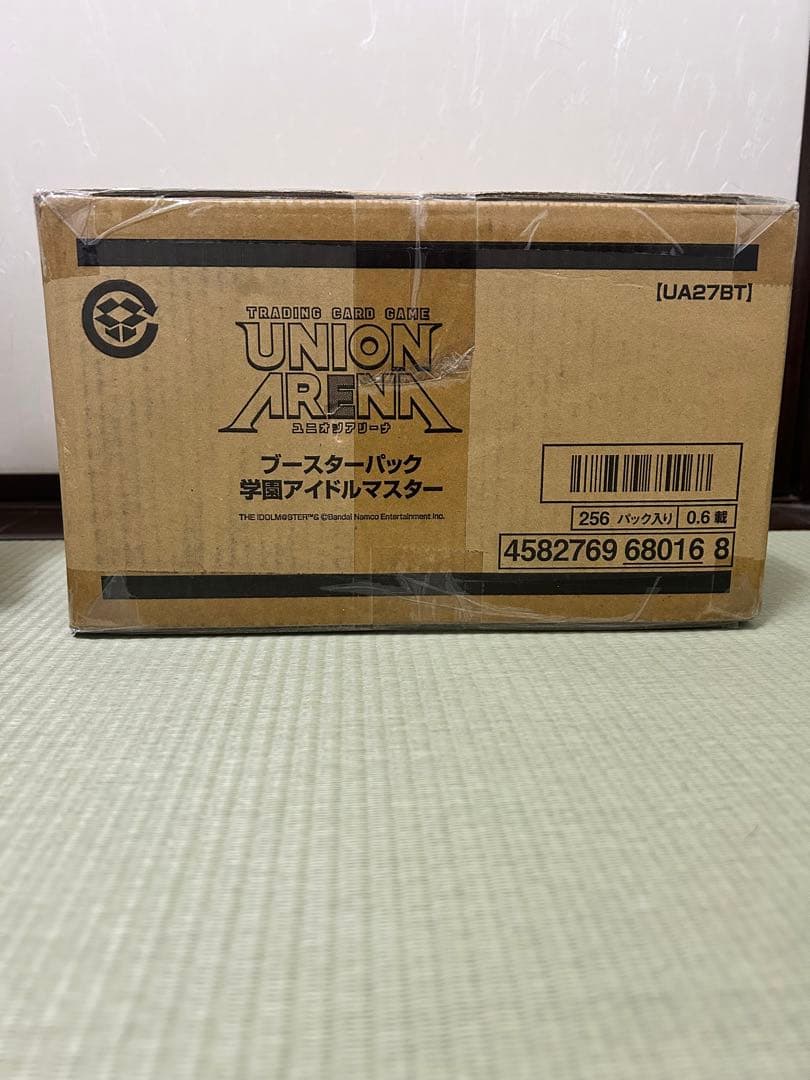 【UA27BT】
TRADING CARD GAME
UNION
ARENA
ユニオンアリーナ
ブースターパック
学園アイドルマスター
THE IDOLM@STER™& ©Bandai Namco Entertainment Inc.
256 パック入り 0.6 載
4582769 68016 8